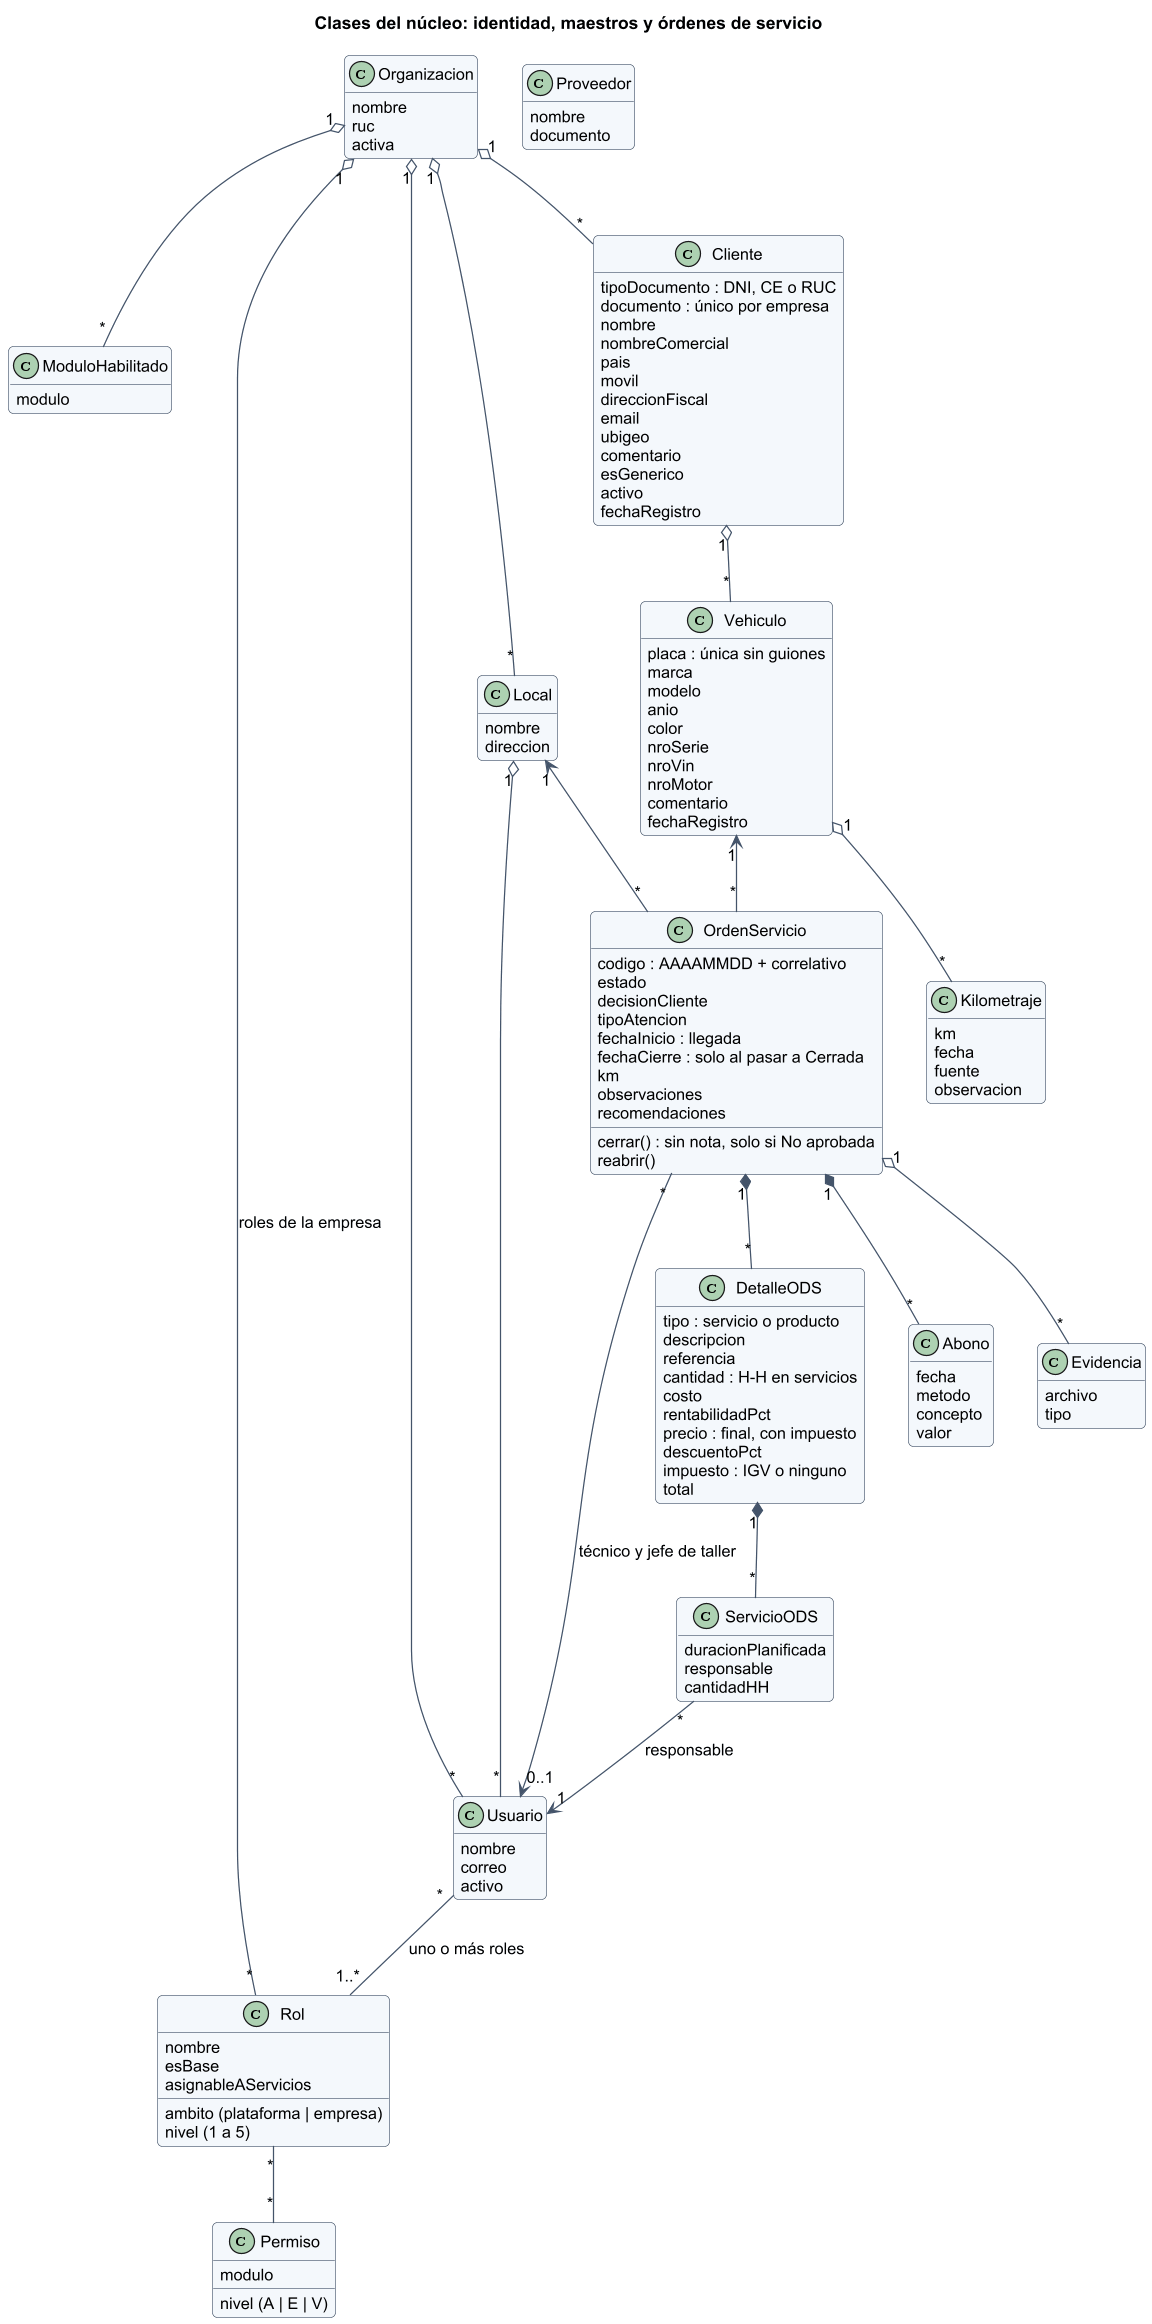 Clases del núcleo: identidad, maestros y órdenes de servicio
C Organizacion
nombre
ruc
activa
C Proveedor
nombre
documento
1
1
1
1
1
*
C Cliente
tipoDocumento : DNI, CE o RUC
documento : único por empresa
nombre
nombreComercial
pais
movil
direccionFiscal
email
ubigeo
comentario
esGenerico
activo
fechaRegistro
*
C ModuloHabilitado
modulo
1
*
C Vehiculo
placa : única sin guiones
marca
modelo
anio
color
nroSerie
nroVin
nroMotor
comentario
fechaRegistro
*
C Local
nombre
direccion
1
1
1
1
*
*
C OrdenServicio
codigo : AAAAMMDD + correlativo
estado
decisionCliente
tipoAtencion
fechaInicio : llegada
fechaCierre : solo al pasar a Cerrada
km
observaciones
recomendaciones
cerrar() : sin nota, solo si No aprobada
reabrir()
*
C Kilometraje
km
fecha
fuente
observacion
*
1
1
1
roles de la empresa
*
C DetalleODS
tipo : servicio o producto
descripcion
referencia
cantidad : H-H en servicios
costo
rentabilidadPct
precio : final, con impuesto
descuentoPct
impuesto : IGV o ninguno
total
*
C Abono
fecha
metodo
concepto
valor
*
C Evidencia
archivo
tipo
1
técnico y jefe de taller
*
C ServicioODS
duracionPlanificada
responsable
cantidadHH
*
responsable
*
*
0..1
1
C Usuario
nombre
correo
activo
*
uno o más roles
*
1..*
C Rol
nombre
esBase
asignableAServicios
ambito (plataforma | empresa)
nivel (1 a 5)
*
*
C Permiso
modulo
nivel (A | E | V)